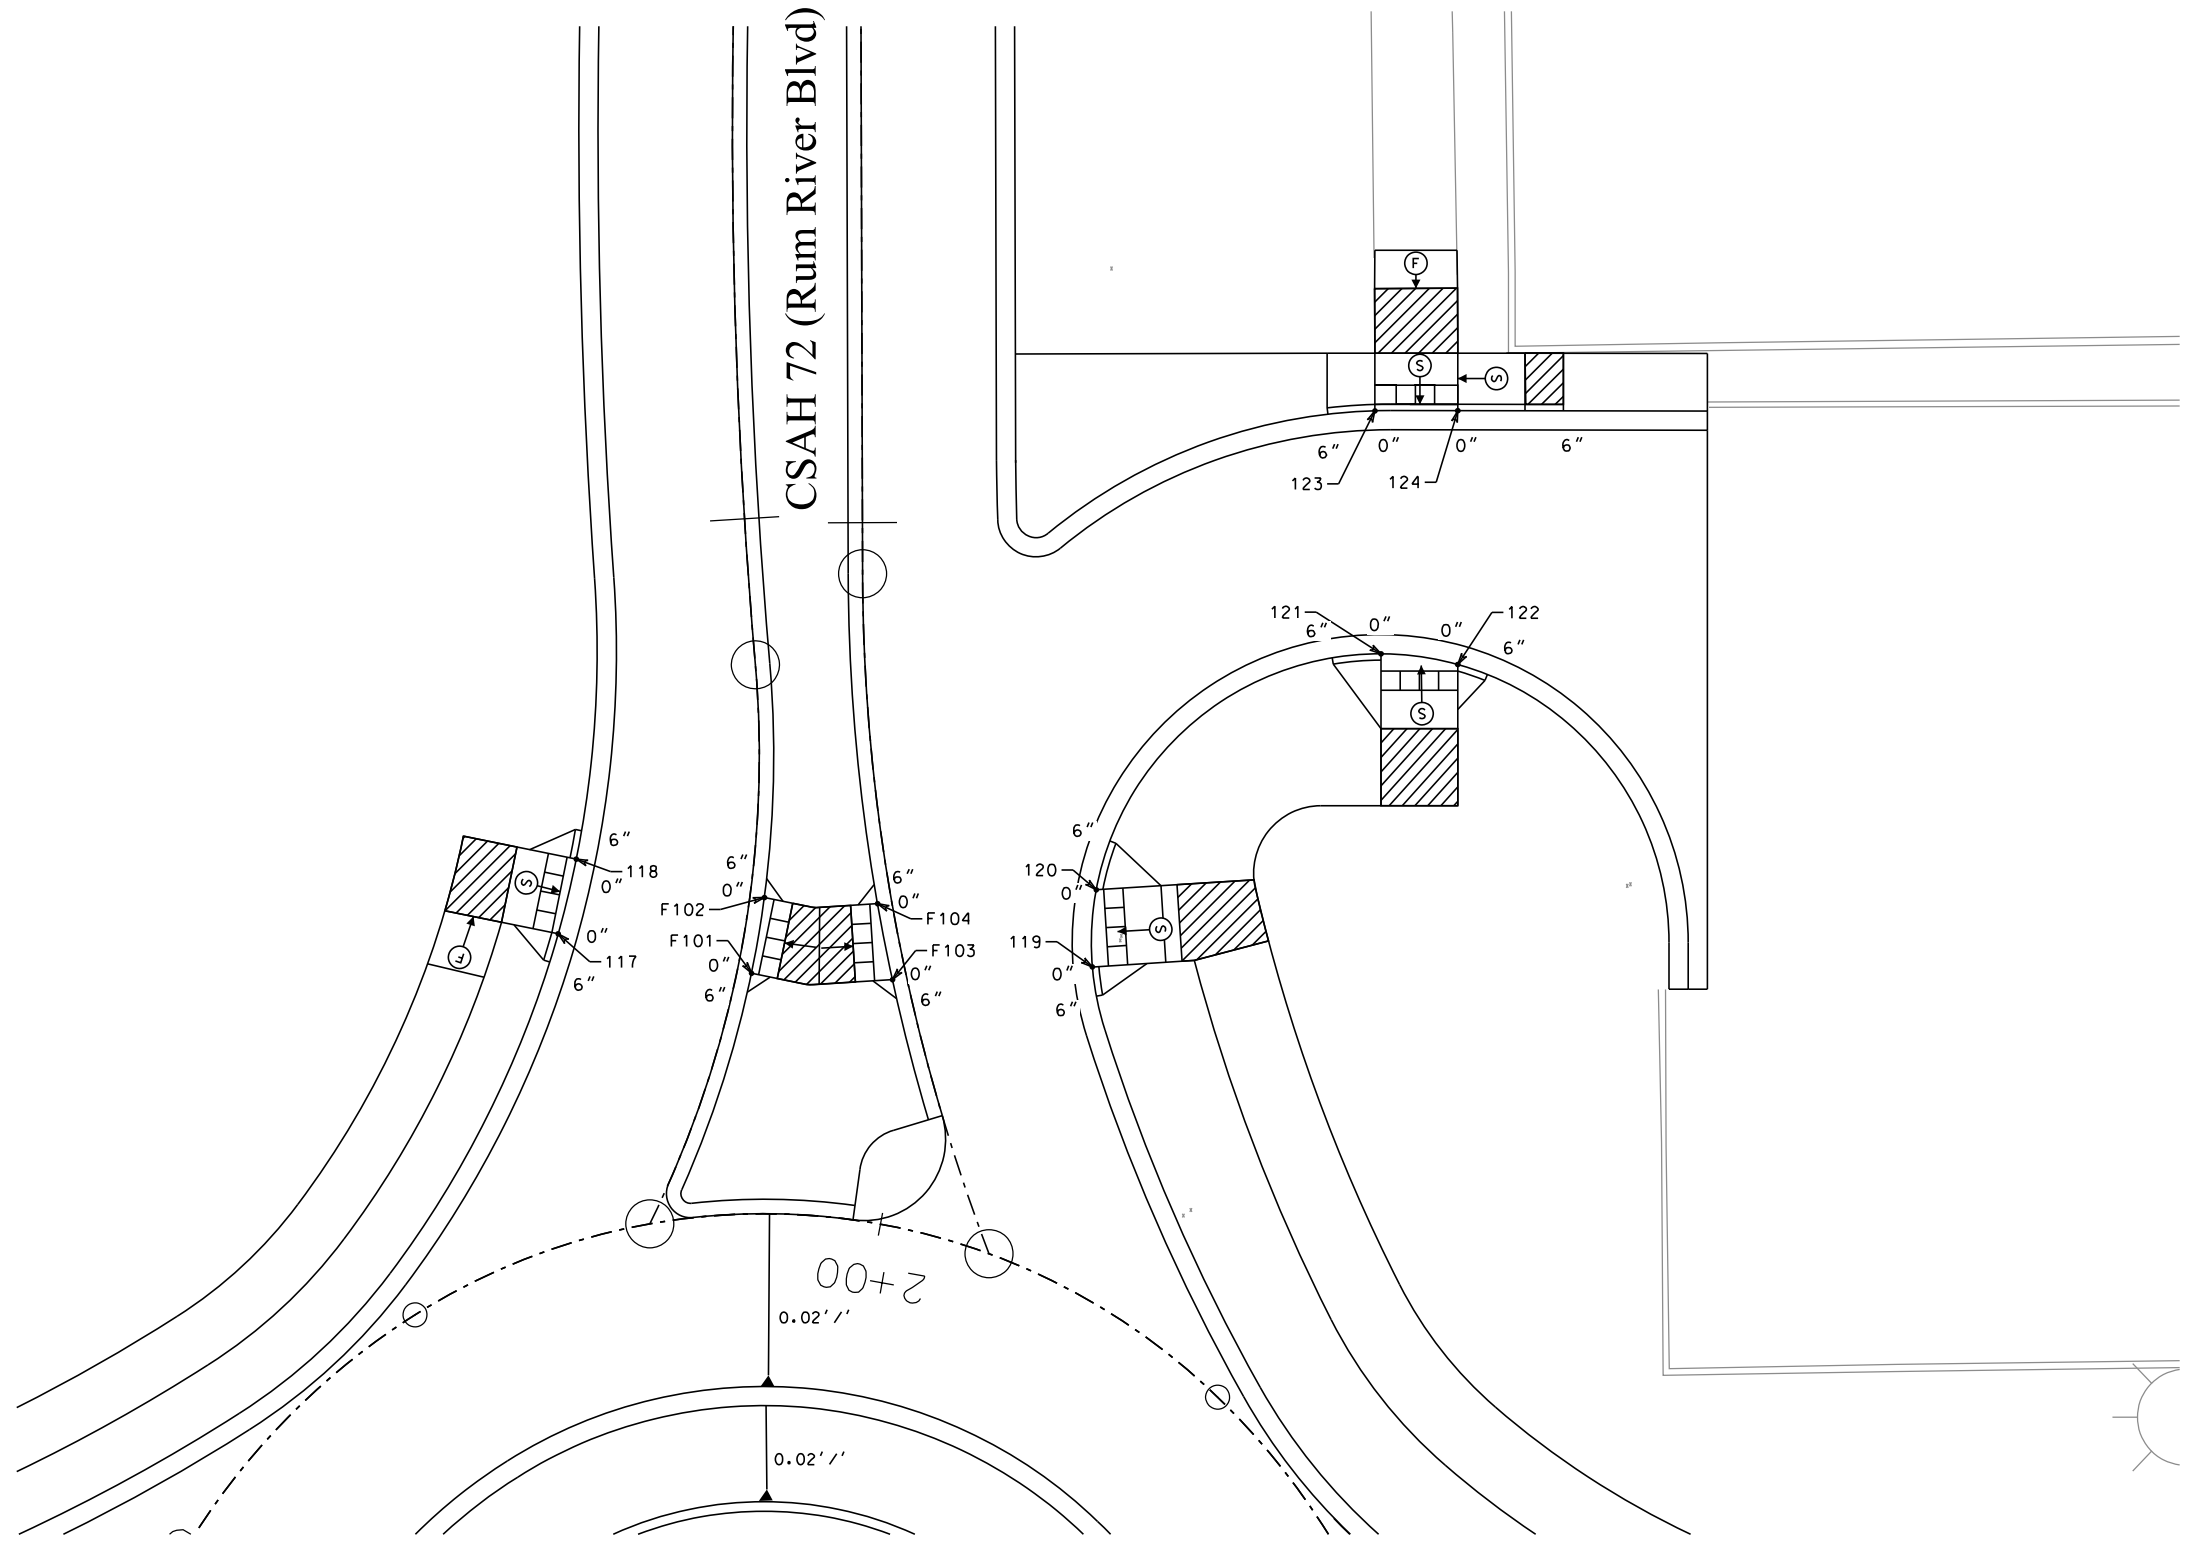 CSAH 72 (Rum River Blvd)
F
S
S
6" 0" 0" 6"
123 124
121 122
6" 0" 0" 6"
S
6"
118
S
0"
0"
F
117
6"
6" 6"
0" 0"
F102 F104
F101 F103
0" 0"
6" 6"
6"
120
0"
S
119
0"
6"
2+00
0.02'/'
0.02'/'